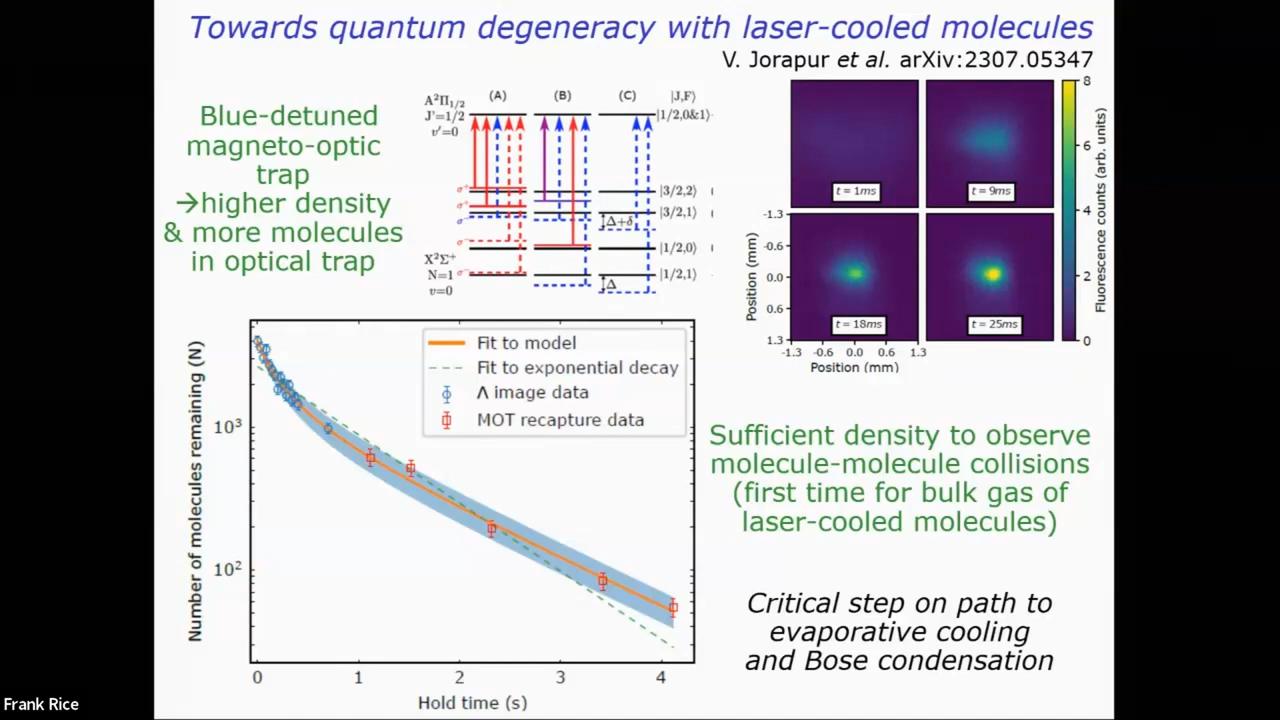 Towards quantum degeneracy with laser-cooled molecules
V. Jorapur et al. arXiv:2307.05347
Blue-detuned
magneto-optic
trap
→higher density
& more molecules
in optical trap
A²Π₁/₂
J'=1/2
v'=0
(A)
(B)
(C)
|J,F⟩
|1/2,0&1⟩
σ⁺
|3/2,2⟩
σ⁺
σ⁻
|3/2,1⟩
Δ+δ
σ⁻
|1/2,0⟩
X²Σ⁺
N=1
v=0
σ⁻
|1/2,1⟩
Δ
t = 1ms
t = 9ms
t = 18ms
t = 25ms
-1.3
-0.6
0.0
0.6
1.3
Position (mm)
-1.3 -0.6 0.0 0.6 1.3
Position (mm)
8
6
4
2
0
Fluorescence counts (arb. units)
Number of molecules remaining (N)
10³
10²
Fit to model
Fit to exponential decay
Λ image data
MOT recapture data
0 1 2 3 4
Hold time (s)
Sufficient density to observe
molecule-molecule collisions
(first time for bulk gas of
laser-cooled molecules)
Critical step on path to
evaporative cooling
and Bose condensation
Frank Rice